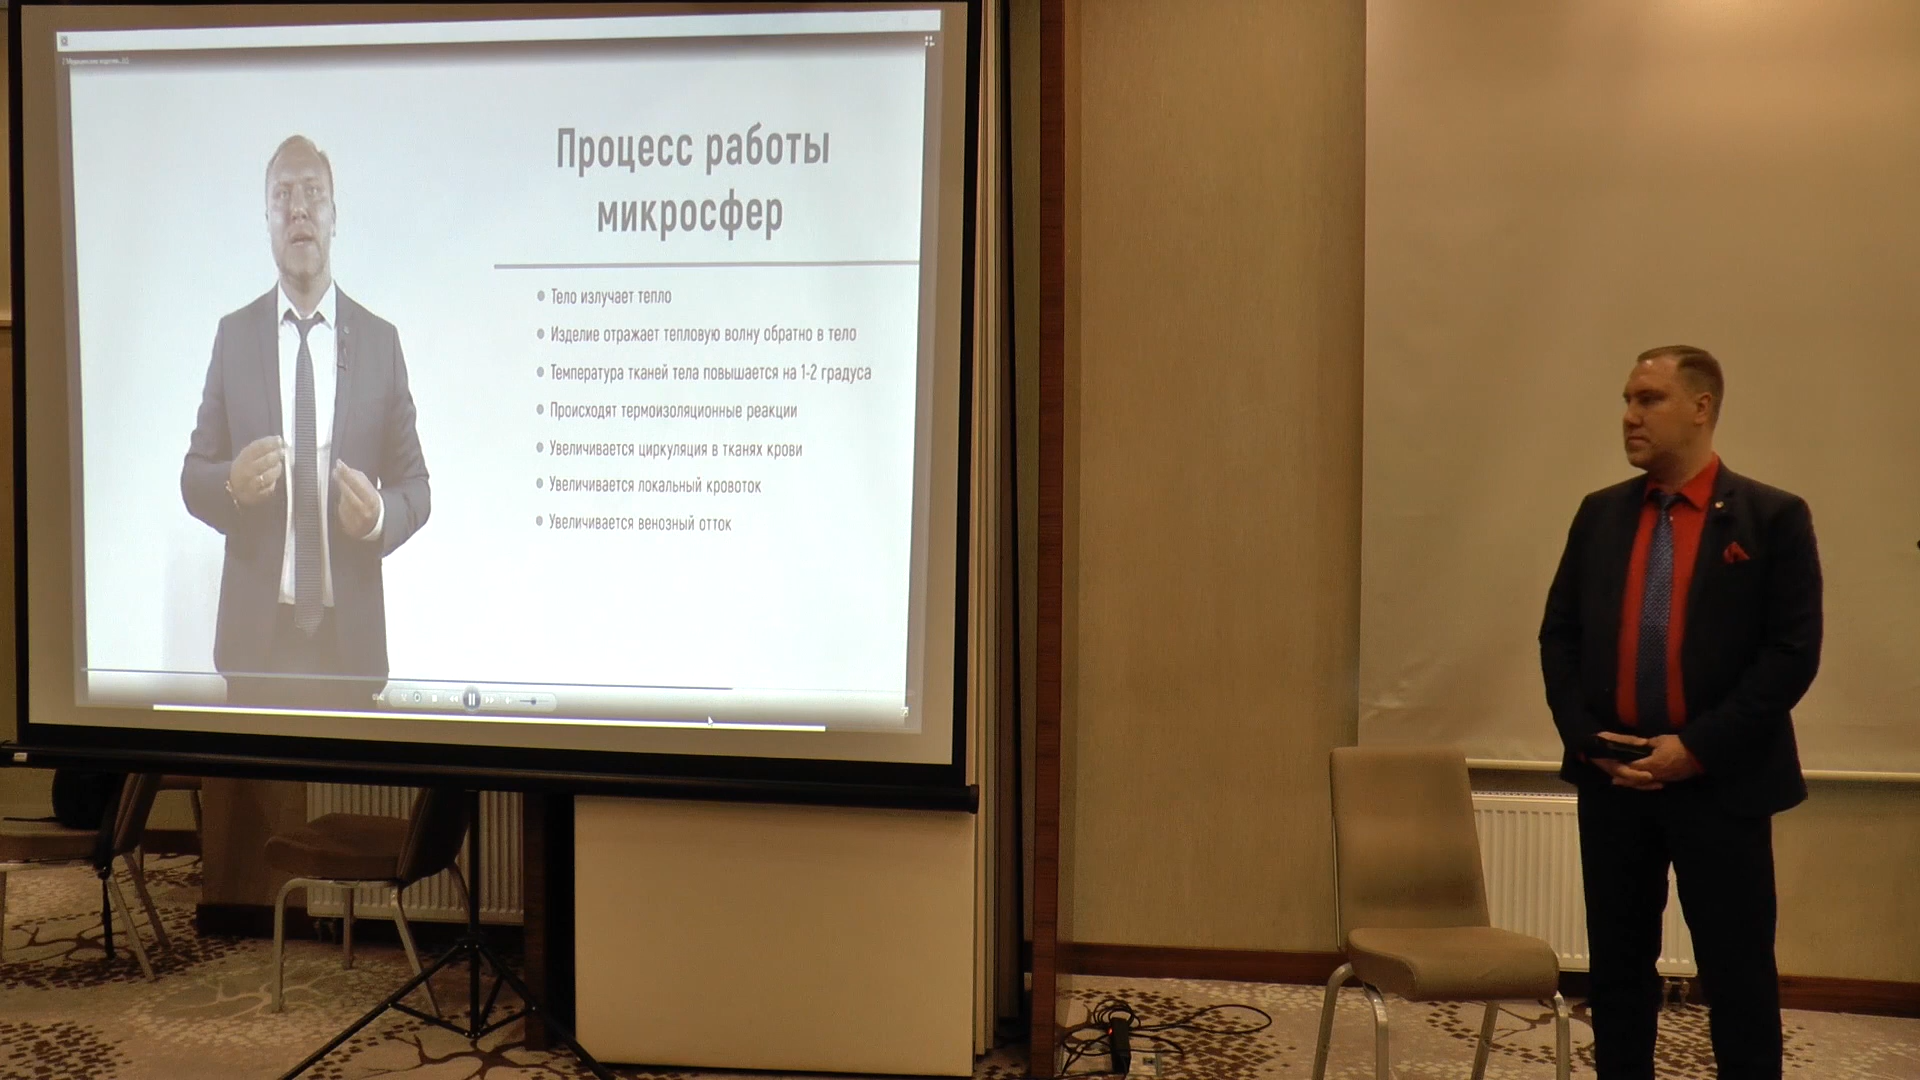 Процесс работы
микросфер
Тело излучает тепло
Изделие отражает тепловую волну обратно в тело
Температура тканей тела повышается на 1-2 градуса
Происходят термоизоляционные реакции
Увеличивается циркуляция в тканях крови
Увеличивается локальный кровоток
Увеличивается венозный отток